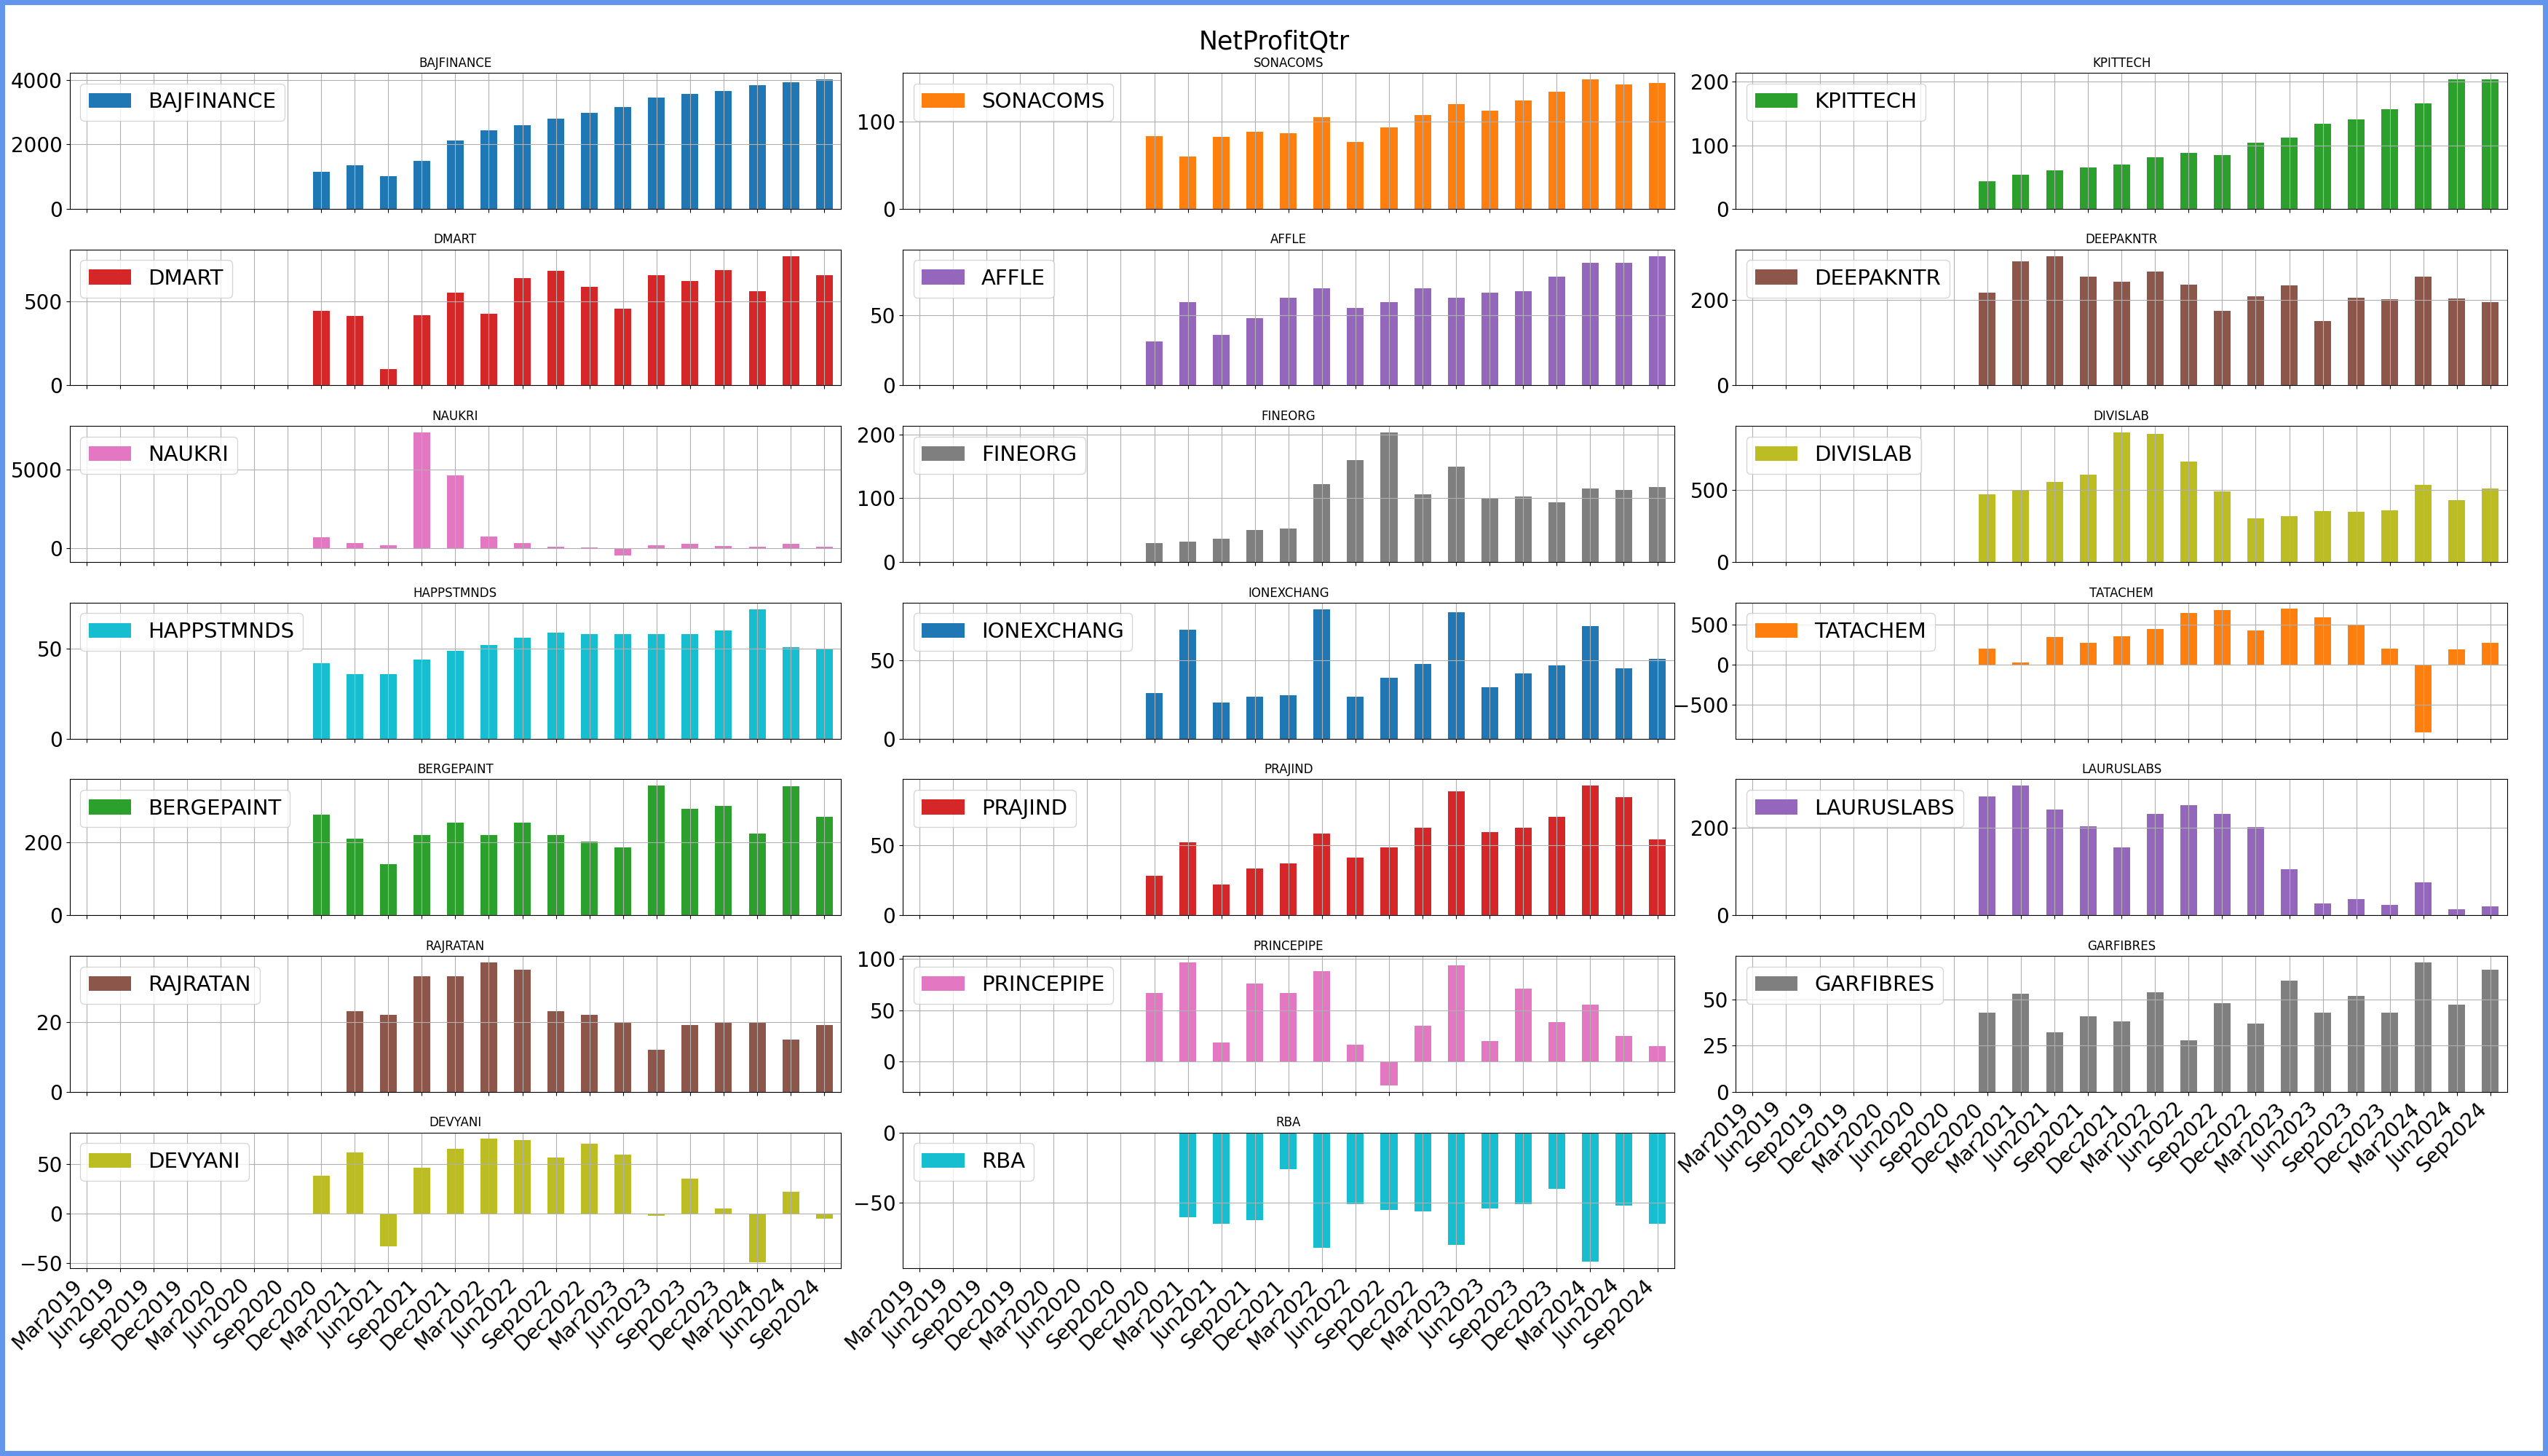 NetProfitQtr
BAJFINANCE
4000
2000
0
BAJFINANCE
SONACOMS
100
0
SONACOMS
KPITTECH
200
100
0
KPITTECH
DMART
500
0
DMART
AFFLE
50
0
AFFLE
DEEPAKNTR
200
0
DEEPAKNTR
NAUKRI
5000
0
NAUKRI
FINEORG
200
100
0
FINEORG
DIVISLAB
500
0
DIVISLAB
HAPPSTMNDS
50
0
HAPPSTMNDS
IONEXCHANG
50
0
IONEXCHANG
TATACHEM
500
0
−500
TATACHEM
BERGEPAINT
200
0
BERGEPAINT
PRAJIND
50
0
PRAJIND
LAURUSLABS
200
0
LAURUSLABS
RAJRATAN
20
0
RAJRATAN
PRINCEPIPE
100
50
0
PRINCEPIPE
GARFIBRES
50
25
0
GARFIBRES
Mar2019
Jun2019
Sep2019
Dec2019
Mar2020
Jun2020
Sep2020
Dec2020
Mar2021
Jun2021
Sep2021
Dec2021
Mar2022
Jun2022
Sep2022
Dec2022
Mar2023
Jun2023
Sep2023
Dec2023
Mar2024
Jun2024
Sep2024
DEVYANI
50
0
−50
DEVYANI
Mar2019
Jun2019
Sep2019
Dec2019
Mar2020
Jun2020
Sep2020
Dec2020
Mar2021
Jun2021
Sep2021
Dec2021
Mar2022
Jun2022
Sep2022
Dec2022
Mar2023
Jun2023
Sep2023
Dec2023
Mar2024
Jun2024
Sep2024
RBA
0
−50
RBA
Mar2019
Jun2019
Sep2019
Dec2019
Mar2020
Jun2020
Sep2020
Dec2020
Mar2021
Jun2021
Sep2021
Dec2021
Mar2022
Jun2022
Sep2022
Dec2022
Mar2023
Jun2023
Sep2023
Dec2023
Mar2024
Jun2024
Sep2024